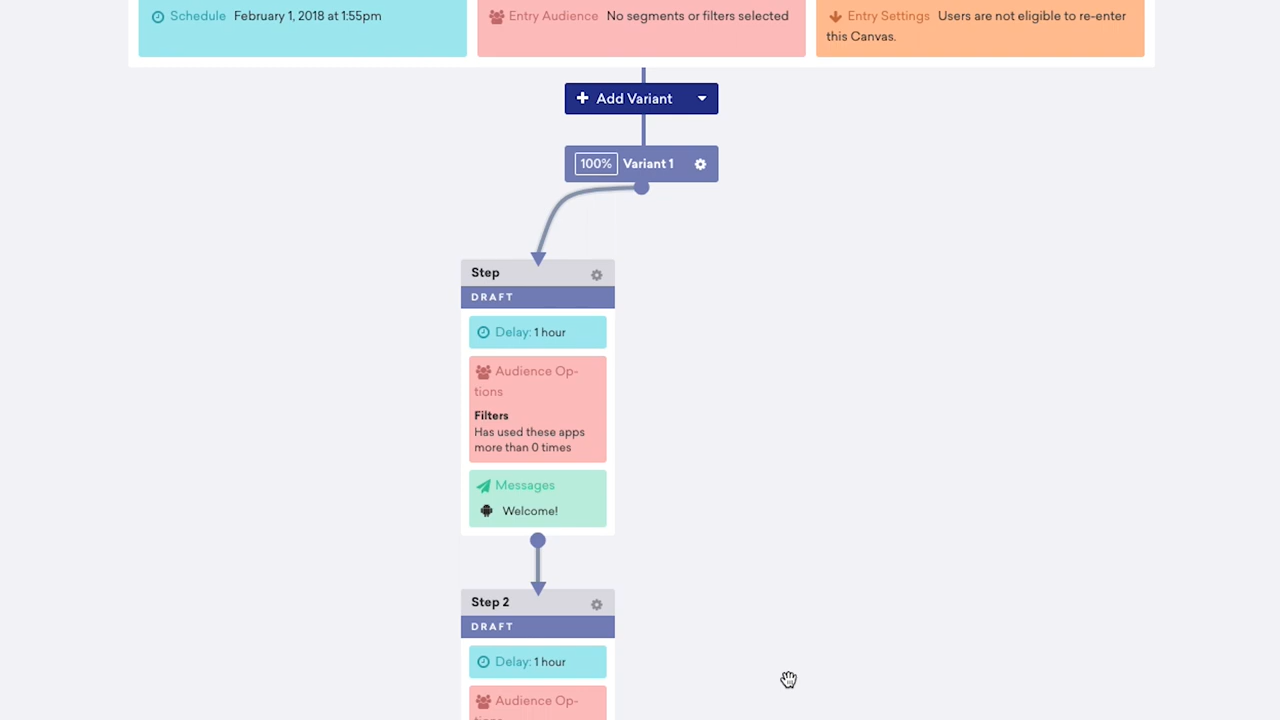 Schedule February 1, 2018 at 1:55pm
Entry Audience No segments or filters selected
Entry Settings Users are not eligible to re-enter
this Canvas.
Add Variant
100% Variant 1
Step
DRAFT
Delay: 1 hour
Audience Op-
tions
Filters
Has used these apps
more than 0 times
Messages
Welcome!
Step 2
DRAFT
Delay: 1 hour
Audience Op-
tions